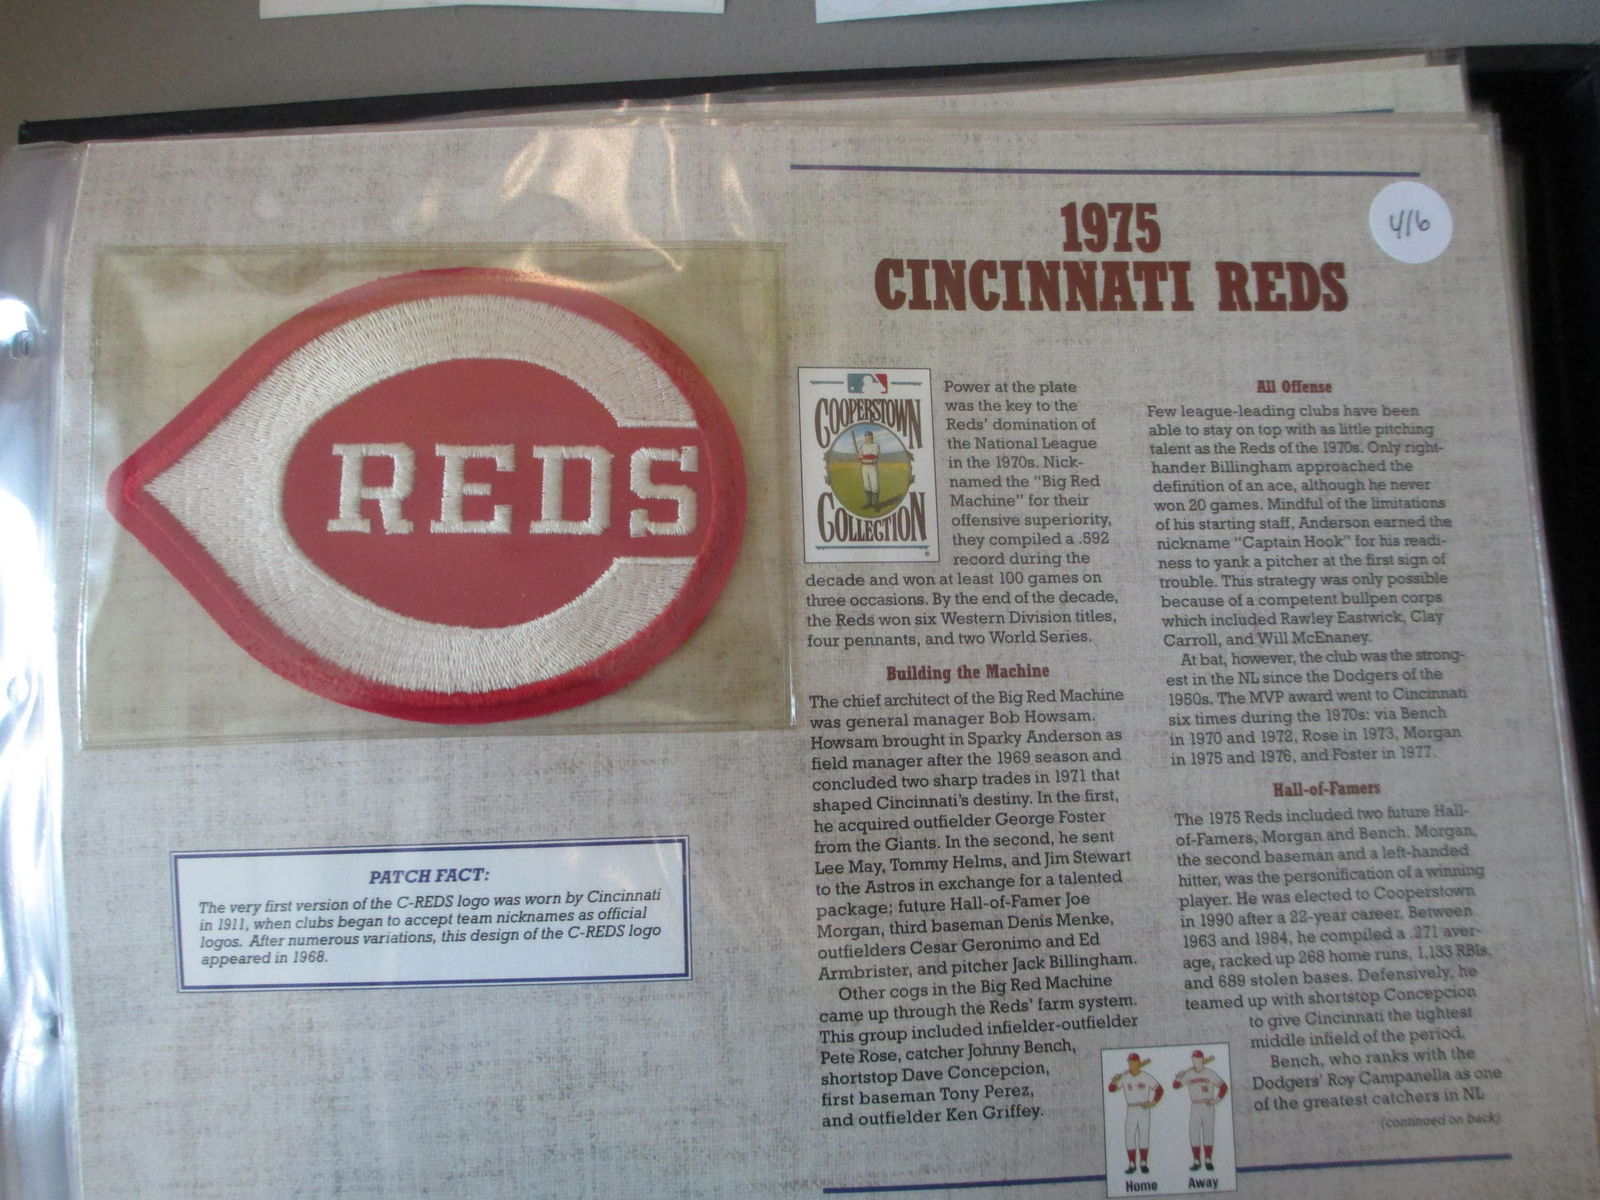 REDS
PATCH FACT:
The very first version of the C-REDS logo was worn by Cincinnati
in 1911, when clubs began to accept team nicknames as official
logos. After numerous variations, this design of the C-REDS logo
appeared in 1968.
1975
CINCINNATI REDS
416
COOPERSTOWN
COLLECTION
Power at the plate
was the key to the
Reds' domination of
the National League
in the 1970s. Nick-
named the "Big Red
Machine" for their
offensive superiority,
they compiled a .592
record during the
decade and won at least 100 games on
three occasions. By the end of the decade,
the Reds won six Western Division titles,
four pennants, and two World Series.
Building the Machine
The chief architect of the Big Red Machine
was general manager Bob Howsam.
Howsam brought in Sparky Anderson as
field manager after the 1969 season and
concluded two sharp trades in 1971 that
shaped Cincinnati's destiny. In the first,
he acquired outfielder George Foster
from the Giants. In the second, he sent
Lee May, Tommy Helms, and Jim Stewart
to the Astros in exchange for a talented
package; future Hall-of-Famer Joe
Morgan, third baseman Denis Menke,
outfielders Cesar Geronimo and Ed
Armbrister, and pitcher Jack Billingham.
Other cogs in the Big Red Machine
came up through the Reds' farm system.
This group included infielder-outfielder
Pete Rose, catcher Johnny Bench,
shortstop Dave Concepcion,
first baseman Tony Perez,
and outfielder Ken Griffey.
All Offense
Few league-leading clubs have been
able to stay on top with as little pitching
talent as the Reds of the 1970s. Only right-
hander Billingham approached the
definition of an ace, although he never
won 20 games. Mindful of the limitations
of his starting staff, Anderson earned the
nickname "Captain Hook" for his readi-
ness to yank a pitcher at the first sign of
trouble. This strategy was only possible
because of a competent bullpen corps
which included Rawley Eastwick, Clay
Carroll, and Will McEnaney.
At bat, however, the club was the strong-
est in the NL since the Dodgers of the
1950s. The MVP award went to Cincinnati
six times during the 1970s: via Bench
in 1970 and 1972, Rose in 1973, Morgan
in 1975 and 1976, and Foster in 1977.
Hall-of-Famers
The 1975 Reds included two future Hall-
of-Famers, Morgan and Bench. Morgan,
the second baseman and a left-handed
hitter, was the personification of a winning
player. He was elected to Cooperstown
in 1990 after a 22-year career. Between
1963 and 1984, he compiled a .271 aver-
age, racked up 268 home runs, 1,133 RBIs,
and 689 stolen bases. Defensively, he
teamed up with shortstop Concepcion
to give Cincinnati the tightest
middle infield of the period.
Bench, who ranks with the
Dodgers' Roy Campanella as one
of the greatest catchers in NL
(continued on back)
Home Away